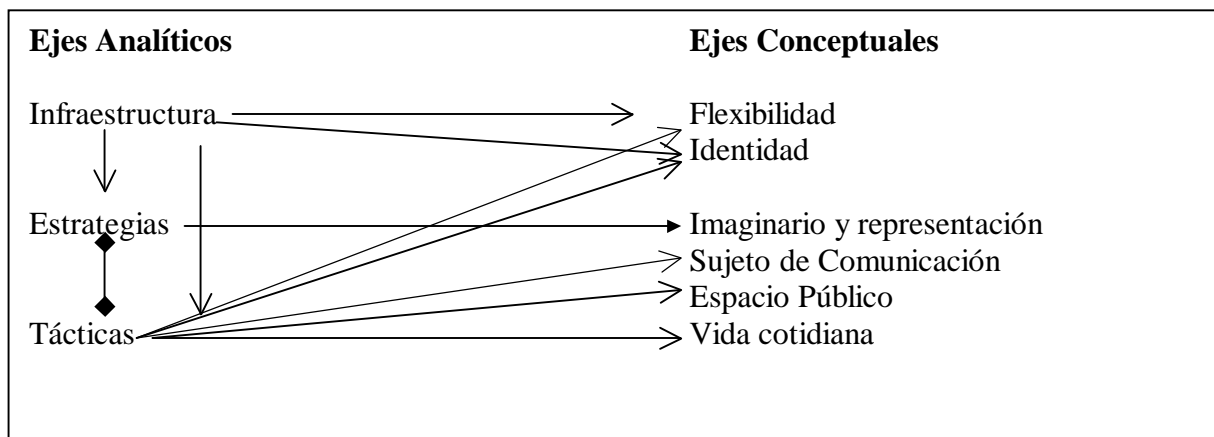 Ejes Analíticos Ejes Conceptuales
Infraestructura Flexibilidad
Identidad
Estrategias Imaginario y representación
Sujeto de Comunicación
Espacio Público
Tácticas Vida cotidiana